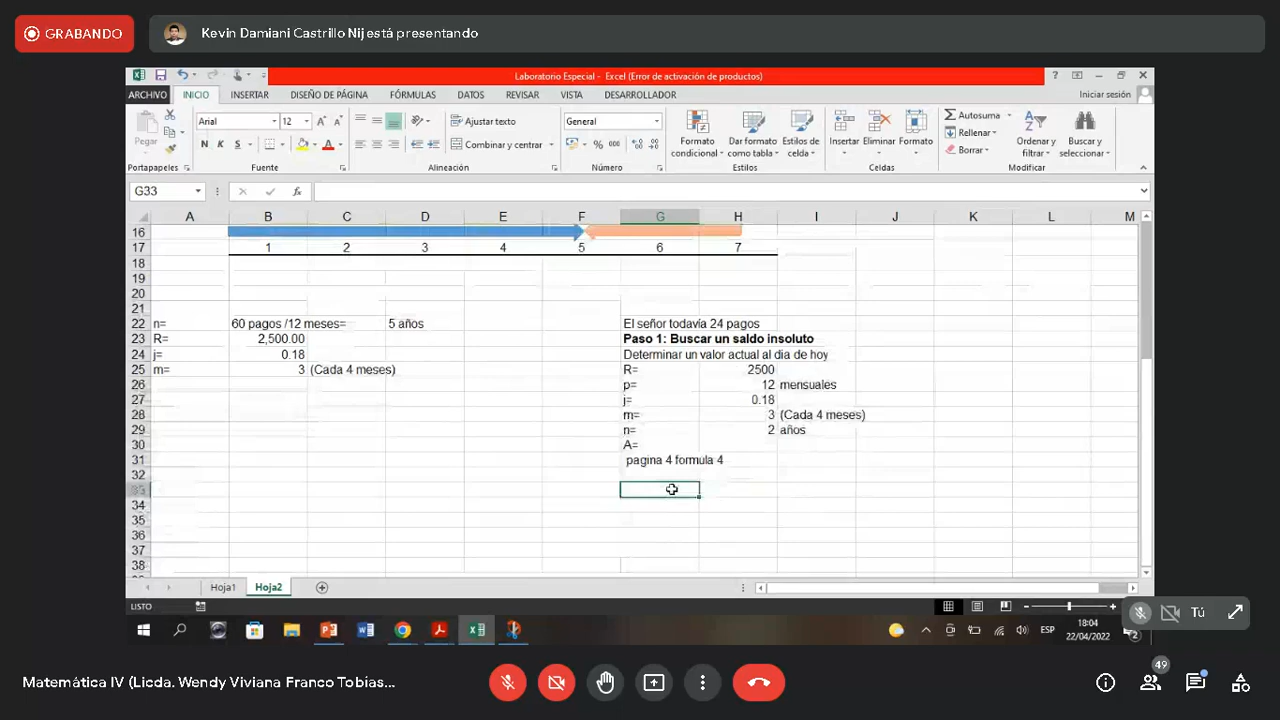 GRABANDO
Kevin Damiani Castrillo Nij está presentando
Laboratorio Especial - Excel (Error de activación de productos)
?
ARCHIVO INICIO INSERTAR DISEÑO DE PÁGINA FÓRMULAS DATOS REVISAR VISTA DESARROLLADOR Iniciar sesión
Pegar
Arial 12
N K S
Ajustar texto
Combinar y centrar
General
% 000
Formato condicional
Dar formato como tabla
Estilos de celda
Insertar Eliminar Formato
Autosuma
Rellenar
Borrar
Ordenar y filtrar
Buscar y seleccionar
Portapapeles Fuente Alineación Número Estilos Celdas Modificar
G33 fx
A B C D E F G H I J K L M
16
17 1 2 3 4 5 6 7
18
19
20
21
22 n= 60 pagos /12 meses= 5 años El señor todavía 24 pagos
23 R= 2,500.00 Paso 1: Buscar un saldo insoluto
24 j= 0.18 Determinar un valor actual al dia de hoy
25 m= 3 (Cada 4 meses) R= 2500
26 p= 12 mensuales
27 j= 0.18
28 m= 3 (Cada 4 meses)
29 n= 2 años
30 A=
31 pagina 4 formula 4
32
33
34
35
36
37
38
Hoja1 Hoja2
LISTO
Tú
ESP
18:04
22/04/2022
2
Matemática IV (Licda. Wendy Viviana Franco Tobias...
49